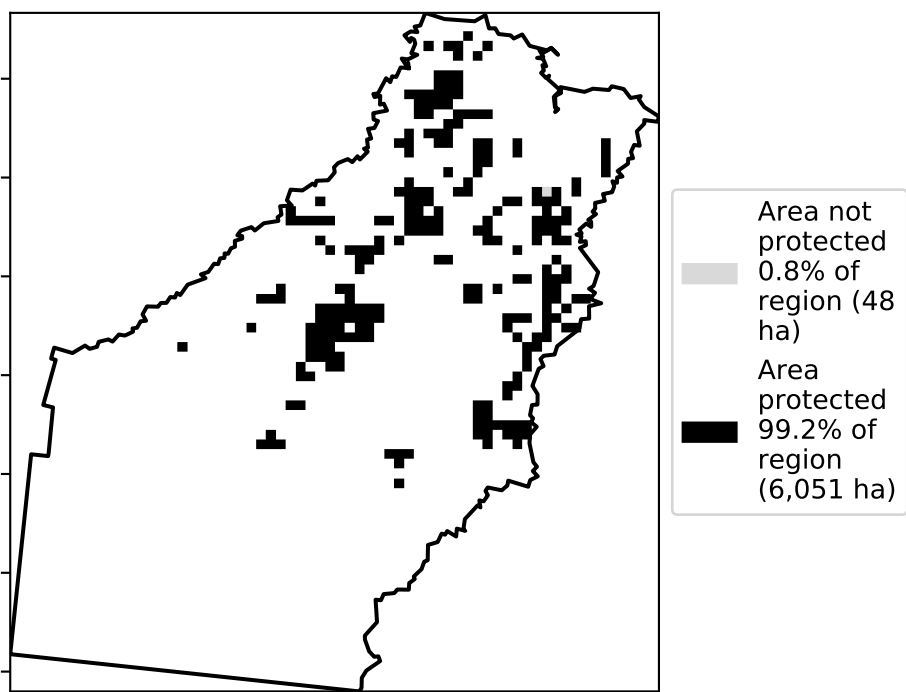 Area not
protected
0.8% of
region (48
ha)
Area
protected
99.2% of
region
(6,051 ha)